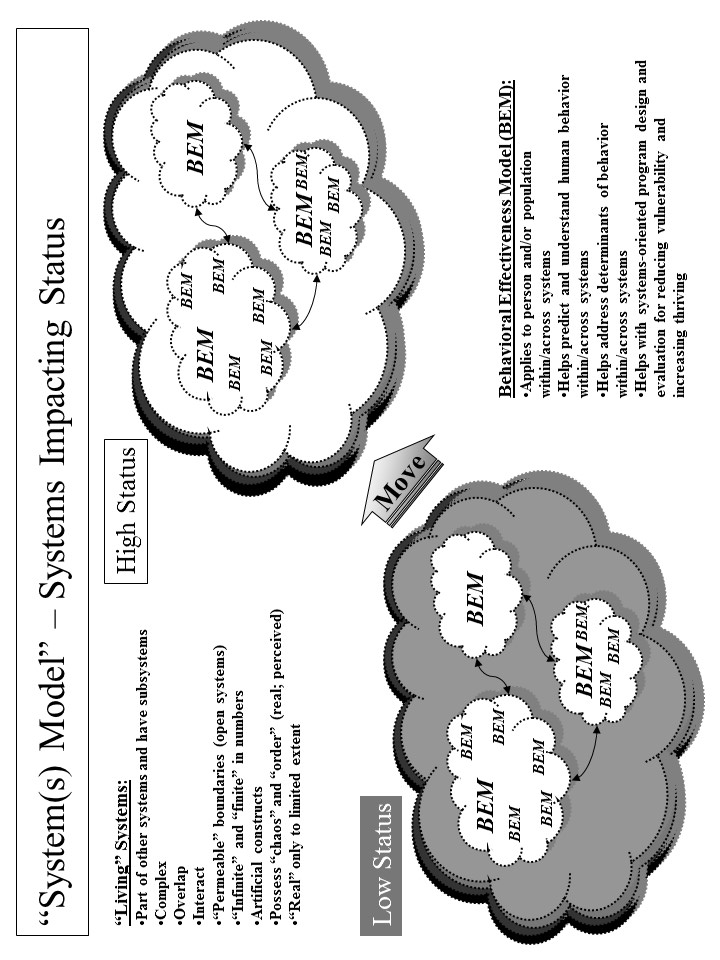 “System(s) Model” – Systems Impacting Status
“Living” Systems:
•Part of other systems and have subsystems
•Complex
•Overlap
•Interact
•“Permeable” boundaries (open systems)
•“Infinite” and “finite” in numbers
•Artificial constructs
•Possess “chaos” and “order” (real; perceived)
•“Real” only to limited extent
High Status
BEM
BEM
BEM
BEM
BEM
BEM
BEM
BEM
BEM
BEM
BEM
Move
Low Status
BEM
BEM
BEM
BEM
BEM
BEM
BEM
BEM
BEM
BEM
BEM
Behavioral Effectiveness Model (BEM):
•Applies to person and/or population
within/across systems
•Helps predict and understand human behavior
within/across systems
•Helps address determinants of behavior
within/across systems
•Helps with systems-oriented program design and
evaluation for reducing vulnerability and
increasing thriving